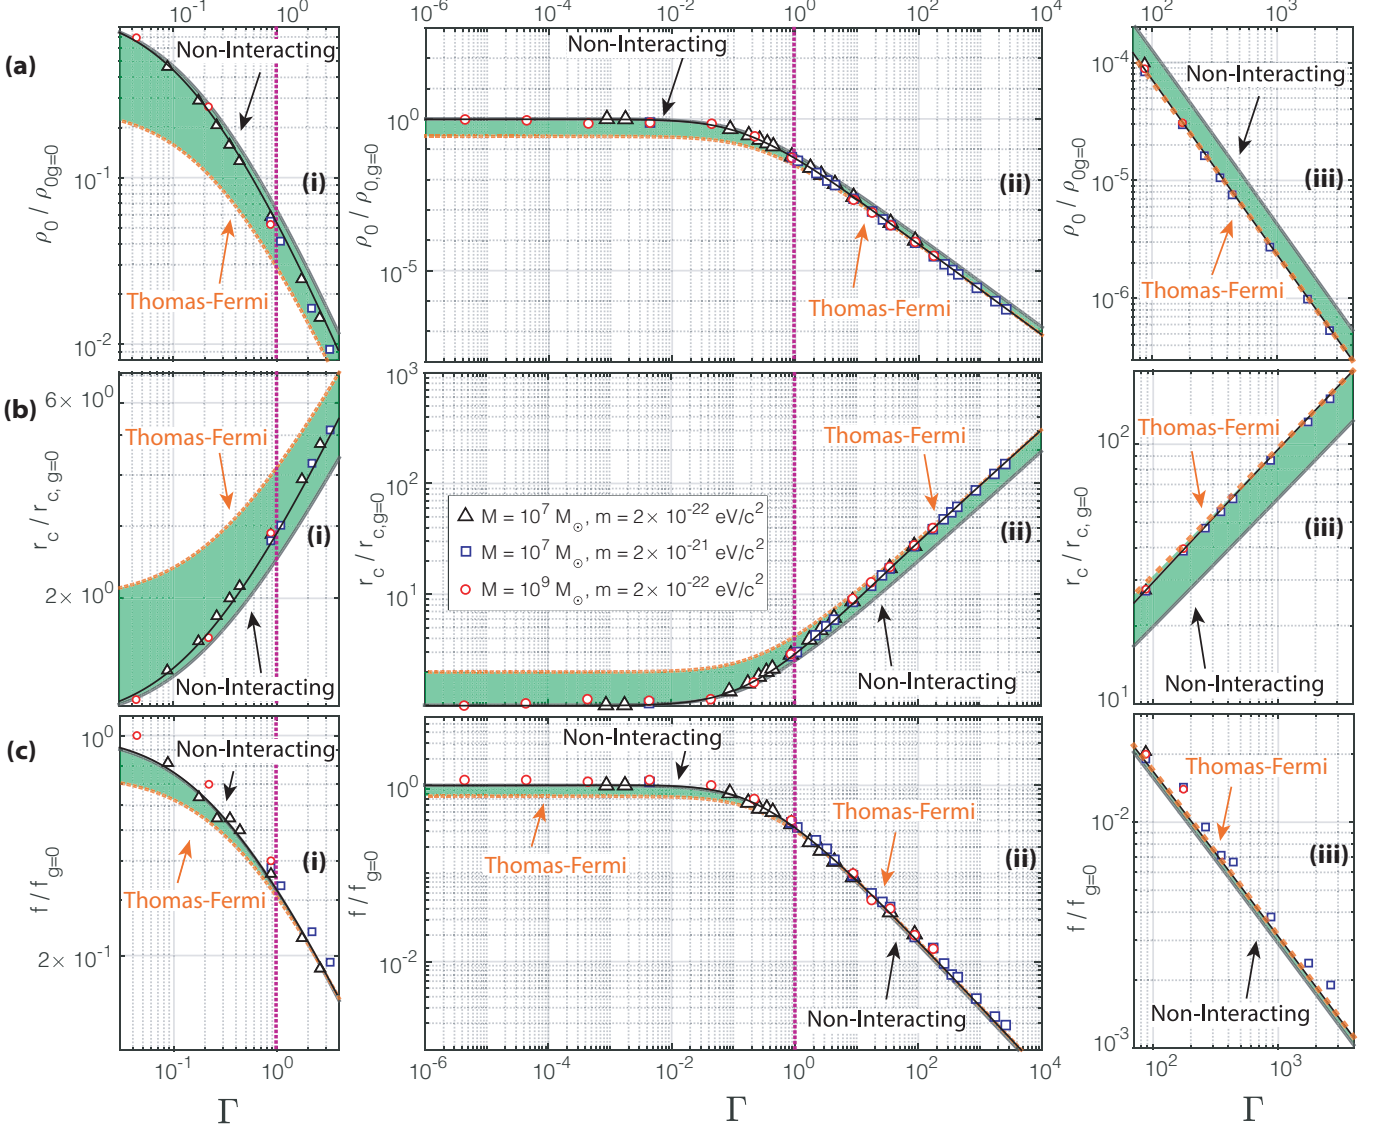 10^-1 10^0 10^-6 10^-4 10^-2 10^0 10^2 10^4 10^2 10^3
(a)
ρ_0 / ρ_0g=0
10^-1
10^-2
Non-Interacting
Thomas-Fermi
(i)
ρ_0 / ρ_0,g=0
10^0
10^-5
Non-Interacting
Thomas-Fermi
(ii)
ρ_0 / ρ_0g=0
10^-4
10^-5
10^-6
Non-Interacting
Thomas-Fermi
(iii)
(b)
r_c / r_c, g=0
6× 10^0
2× 10^0
Thomas-Fermi
Non-Interacting
(i)
r_c / r_c,g=0
10^3
10^2
10^1
10^0
Thomas-Fermi
Non-Interacting
(ii)
△ M = 10^7 M_⊙, m = 2× 10^-22 eV/c^2
□ M = 10^7 M_⊙, m = 2× 10^-21 eV/c^2
○ M = 10^9 M_⊙, m = 2× 10^-22 eV/c^2
r_c / r_c, g=0
10^2
10^1
Thomas-Fermi
Non-Interacting
(iii)
(c)
f / f_g=0
10^0
2× 10^-1
Non-Interacting
Thomas-Fermi
(i)
f / f_g=0
10^0
10^-2
Non-Interacting
Thomas-Fermi
Thomas-Fermi
Non-Interacting
(ii)
f / f_g=0
10^-2
10^-3
Thomas-Fermi
Non-Interacting
(iii)
10^-1 10^0 10^-6 10^-4 10^-2 10^0 10^2 10^4 10^2 10^3
Γ Γ Γ